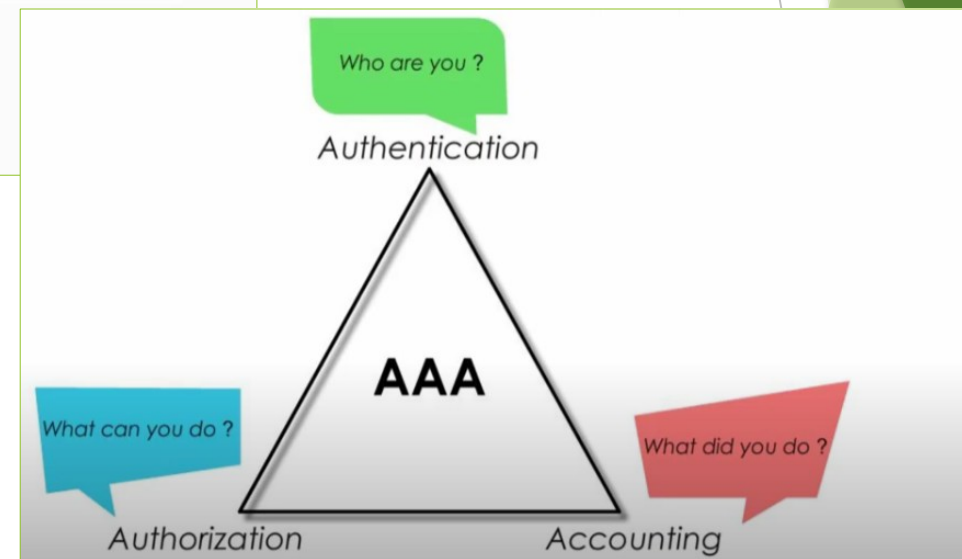 Who are you ?
Authentication
AAA
What can you do ?
What did you do ?
Authorization
Accounting